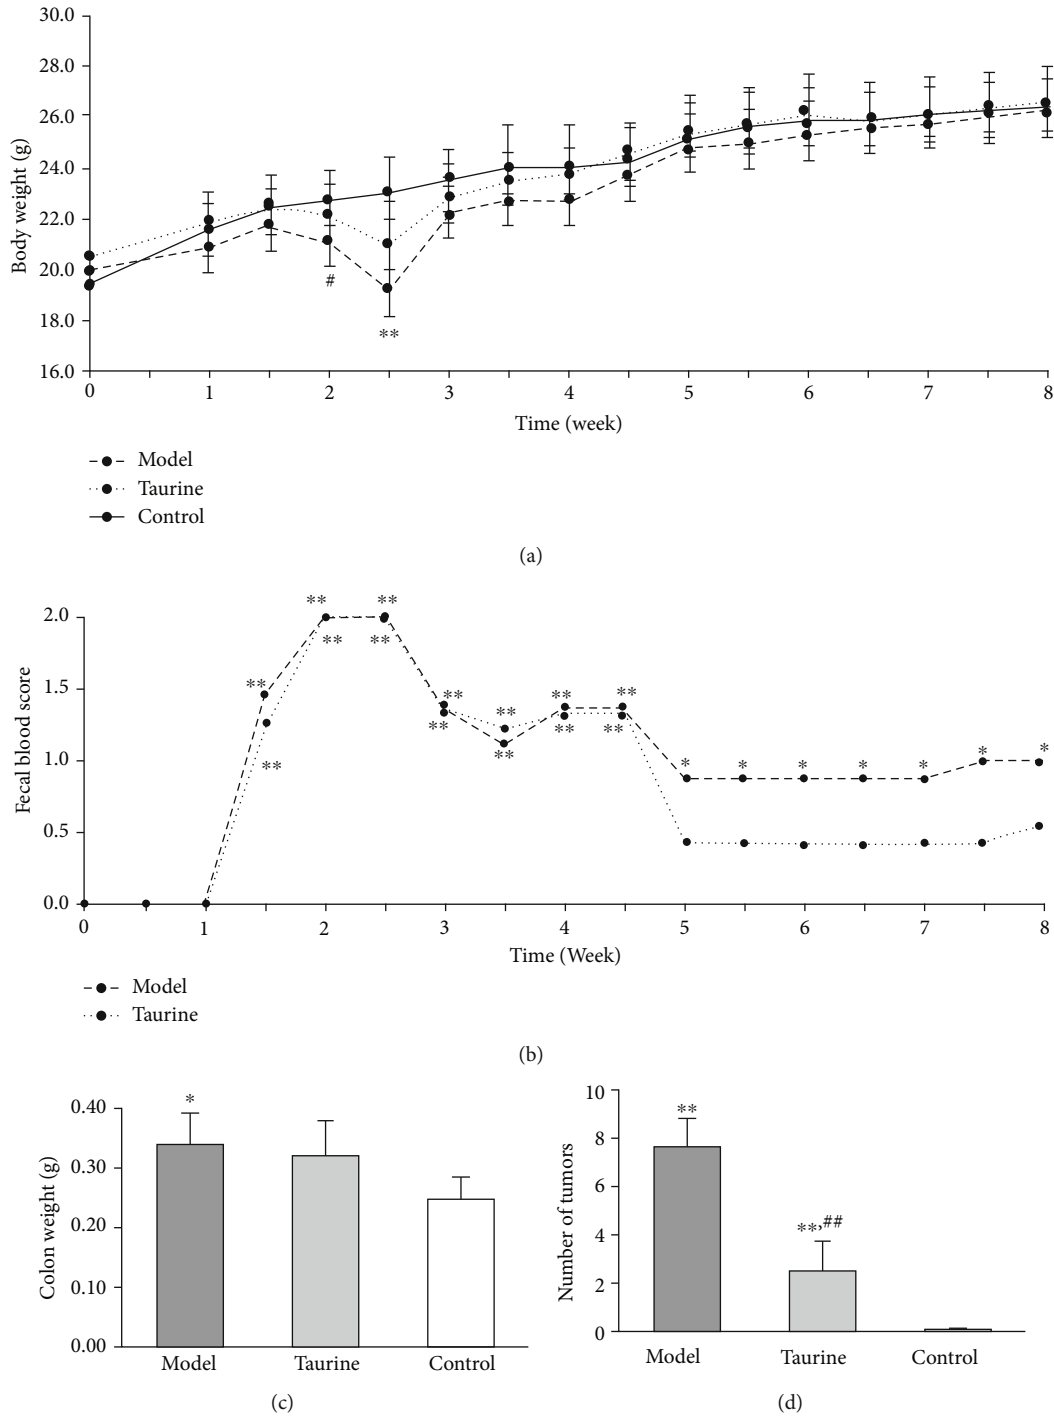 30.0
28.0
26.0
24.0
22.0
20.0
18.0
16.0
Body weight (g)
#
**
0 1 2 3 4 5 6 7 8
Time (week)
Model
Taurine
Control
(a)
2.0
1.5
1.0
0.5
0.0
Fecal blood score
** **
** **
** ** ** **
** ** ** ** **
* * * * * * *
0 1 2 3 4 5 6 7 8
Time (Week)
Model
Taurine
(b)
0.40
0.30
0.20
0.10
0.00
Colon weight (g)
*
Model Taurine Control
(c)
10
8
6
4
2
0
Number of tumors
**
**,##
Model Taurine Control
(d)